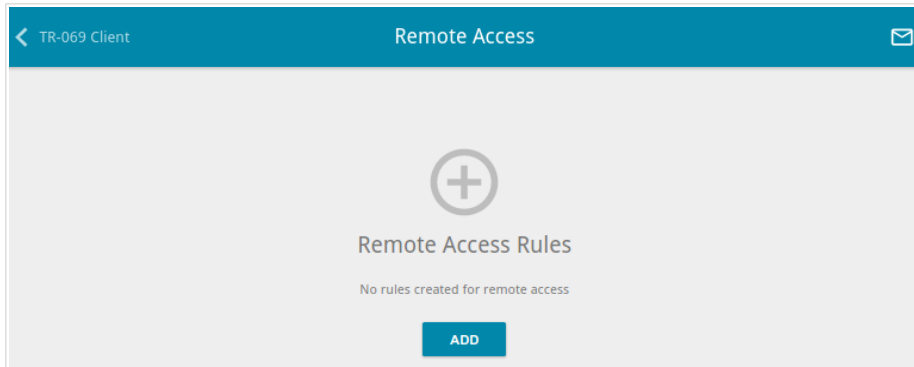 TR-069 Client
Remote Access
Remote Access Rules
No rules created for remote access
ADD